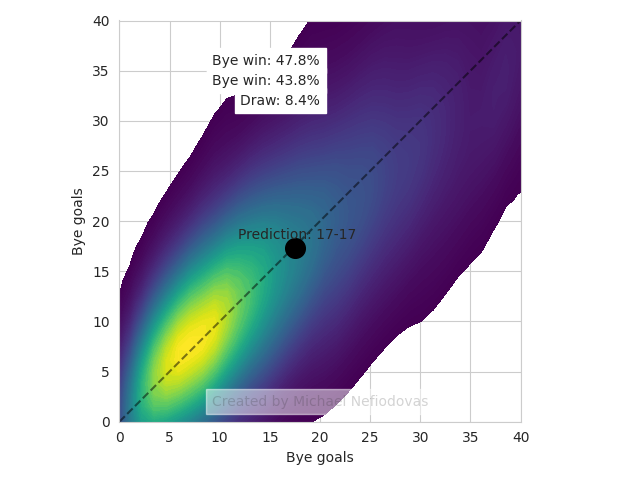 40
35
30
25
20
15
10
5
0
Bye goals
Bye win: 47.8%
Bye win: 43.8%
Draw: 8.4%
Prediction: 17-17
Created by Michael Nefiodovas
0 5 10 15 20 25 30 35 40
Bye goals